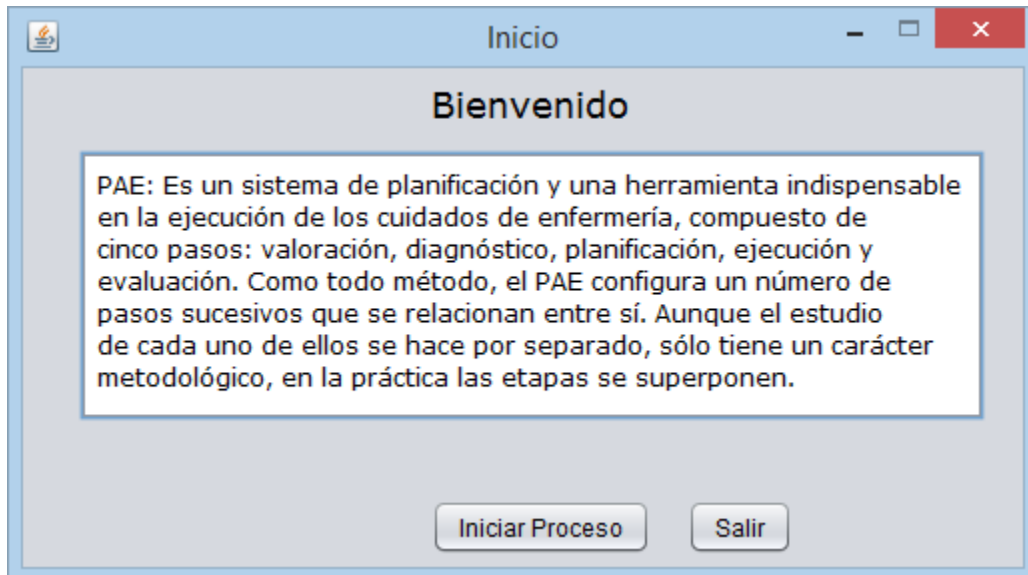 Inicio
Bienvenido
PAE: Es un sistema de planificación y una herramienta indispensable
en la ejecución de los cuidados de enfermería, compuesto de
cinco pasos: valoración, diagnóstico, planificación, ejecución y
evaluación. Como todo método, el PAE configura un número de
pasos sucesivos que se relacionan entre sí. Aunque el estudio
de cada uno de ellos se hace por separado, sólo tiene un carácter
metodológico, en la práctica las etapas se superponen.
Iniciar Proceso Salir